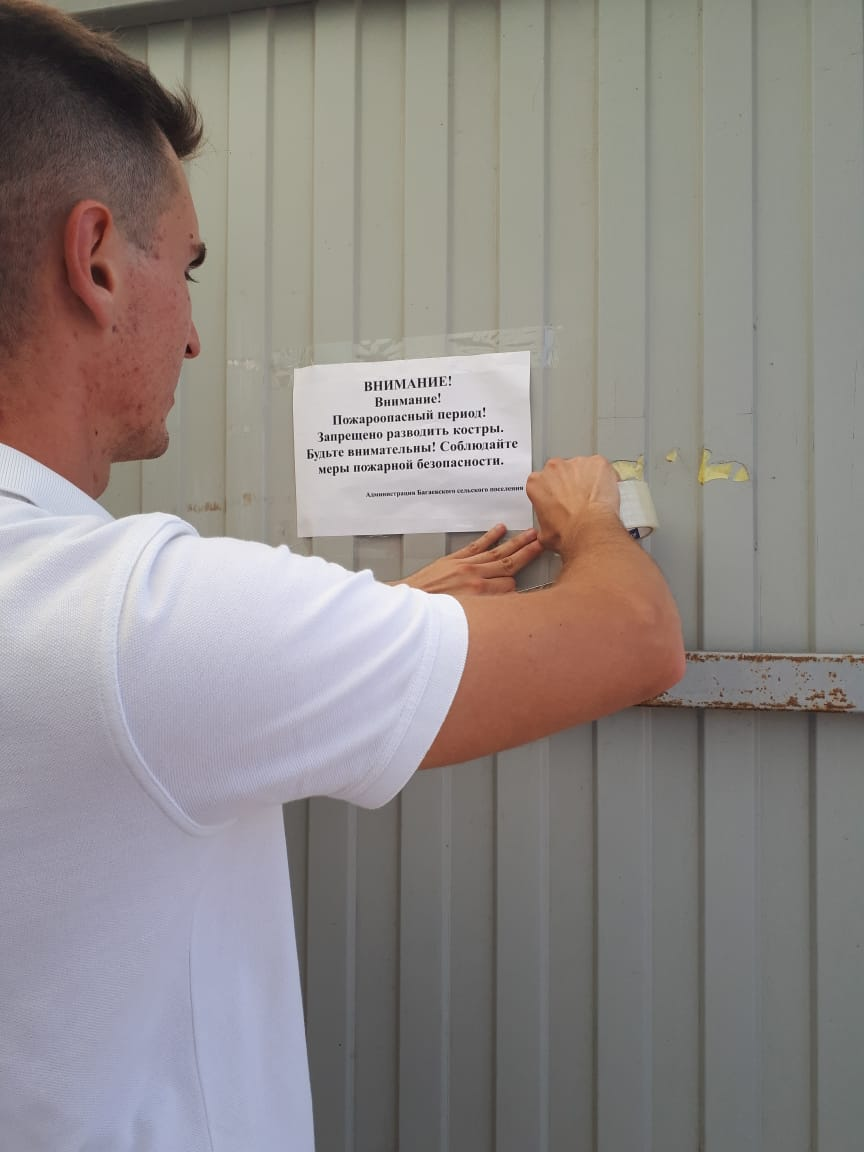 ВНИМАНИЕ!
Внимание!
Пожароопасный период!
Запрещено разводить костры.
Будьте внимательны! Соблюдайте
меры пожарной безопасности.
Администрация Багаевского сельского поселения